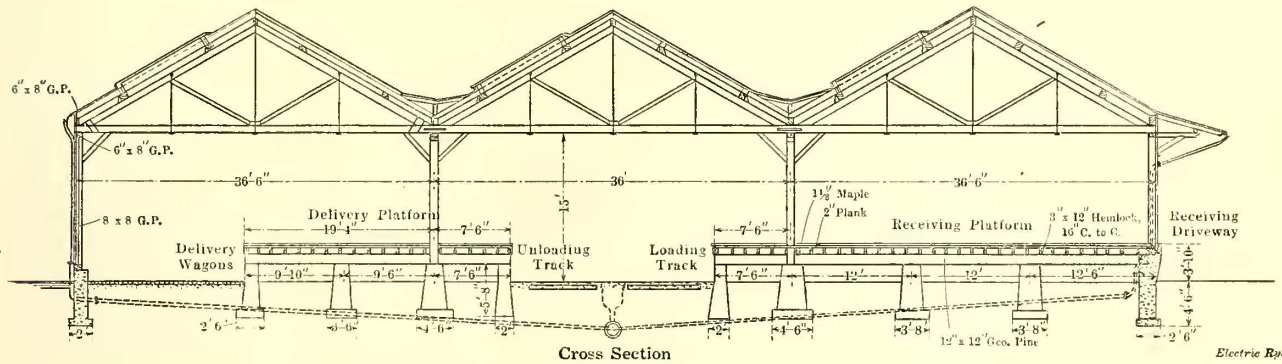 6" x 8" G.P.
6" x 8" G.P.
36'6"
36'
36'6"
15'
8 x 8 G.P.
Delivery Platform
19'4"
7'6"
7'6"
1⅛" Maple
2" Plank
Receiving Platform
3" x 12" Hemlock,
16" C. to C.
Receiving
Driveway
Delivery
Wagons
Unloading
Track
Loading
Track
9'10"
9'6"
7'6"
7'6"
12'
12'
12'6"
3'10"
5'8"
4'6"
2'
2'6"
4'6"
2'
2'
4'6"
3'8"
3'8"
2'6"
12" x 12" Geo. Pine
Cross Section
Electric Ry.